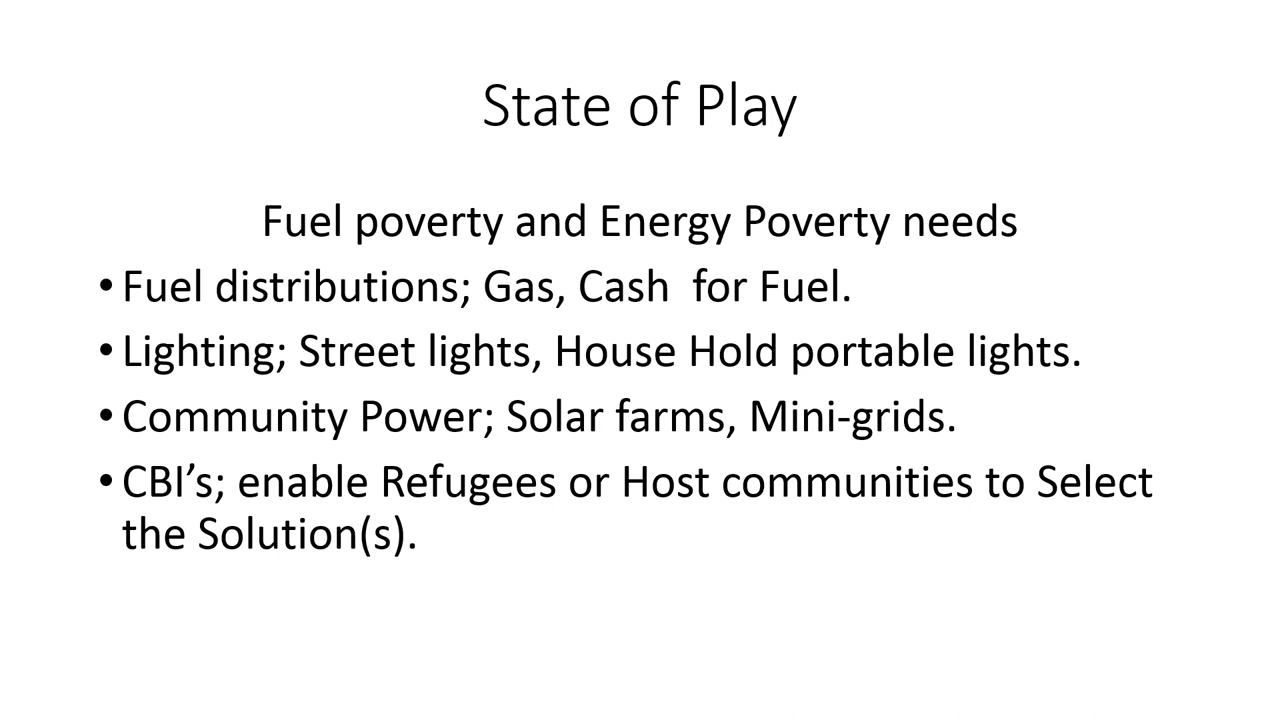 State of Play
Fuel poverty and Energy Poverty needs
• Fuel distributions; Gas, Cash  for Fuel.
• Lighting; Street lights, House Hold portable lights.
• Community Power; Solar farms, Mini-grids.
• CBI’s; enable Refugees or Host communities to Select
the Solution(s).